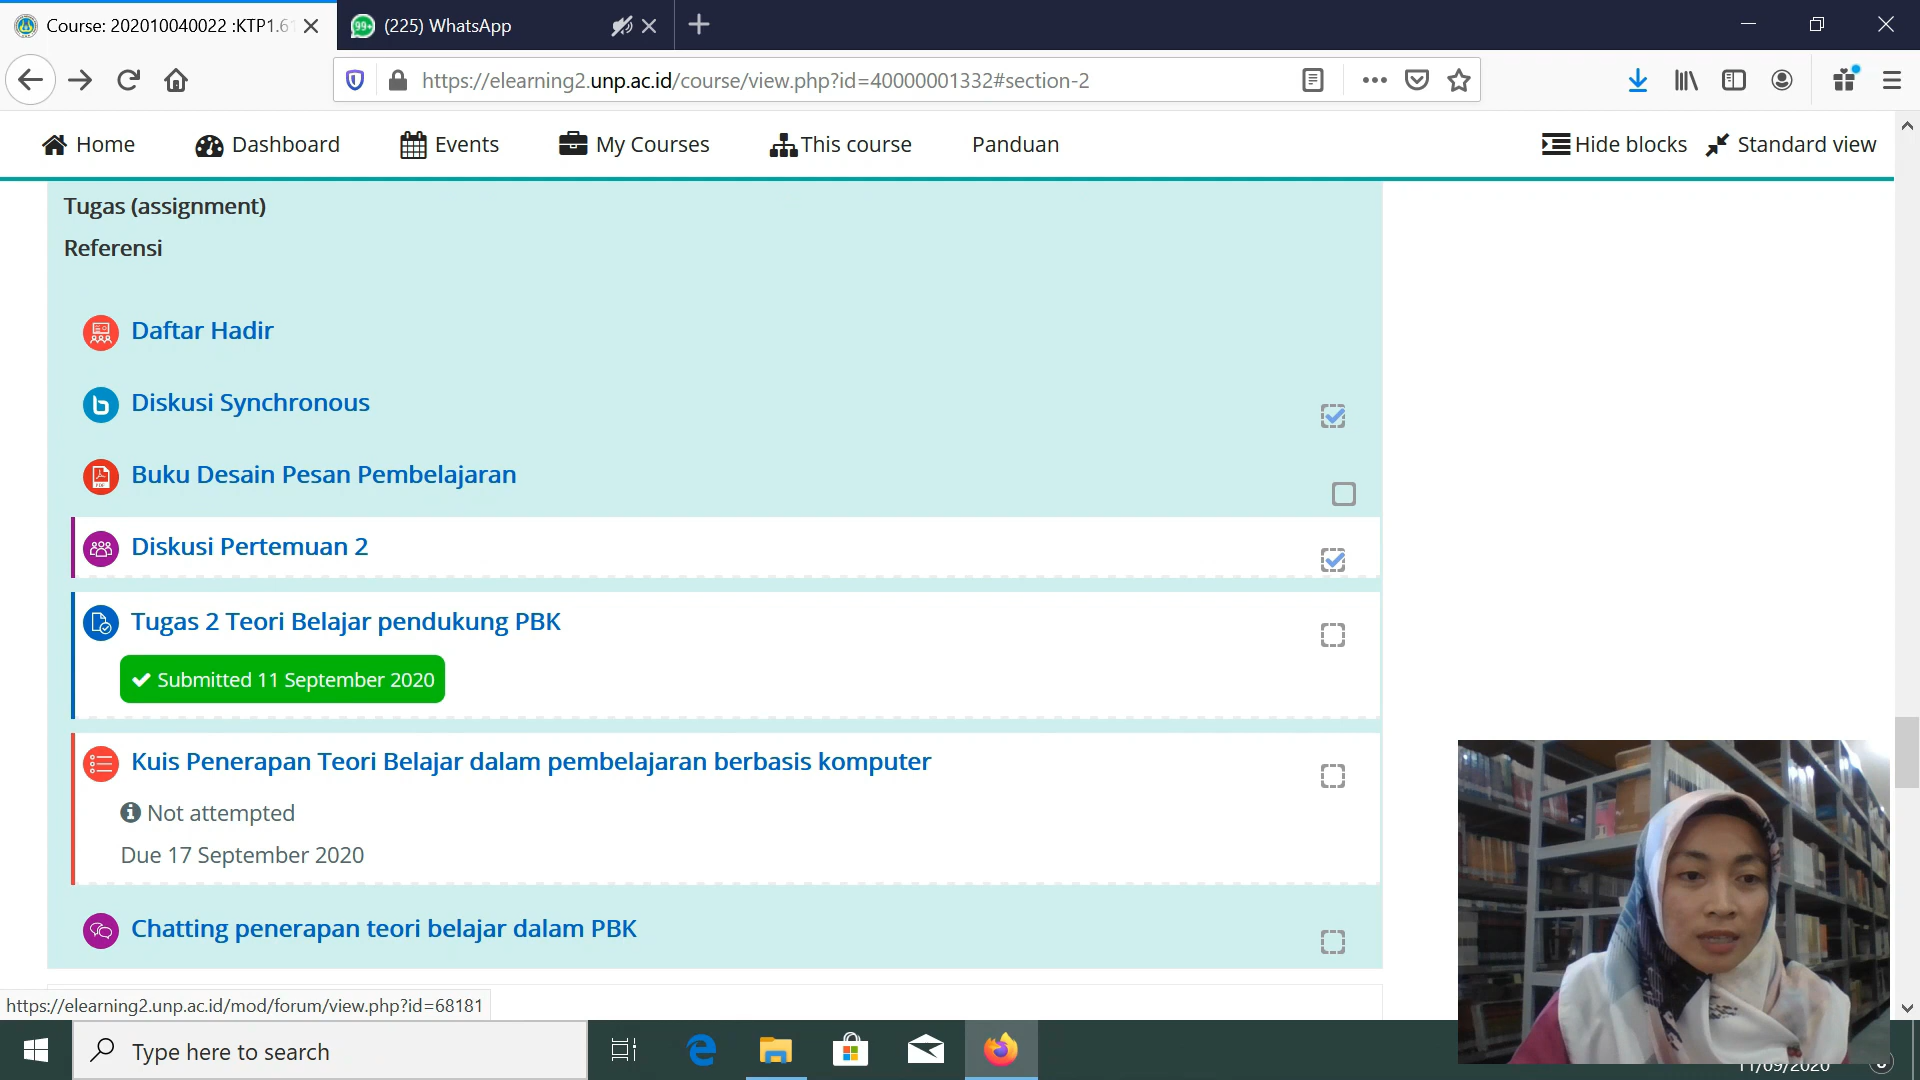 Course: 202010040022 :KTP1.61
(225) WhatsApp
https://elearning2.unp.ac.id/course/view.php?id=40000001332#section-2
Home
Dashboard
Events
My Courses
This course
Panduan
Hide blocks
Standard view
Tugas (assignment)
Referensi
Daftar Hadir
Diskusi Synchronous
Buku Desain Pesan Pembelajaran
Diskusi Pertemuan 2
Tugas 2 Teori Belajar pendukung PBK
Submitted 11 September 2020
Kuis Penerapan Teori Belajar dalam pembelajaran berbasis komputer
Not attempted
Due 17 September 2020
Chatting penerapan teori belajar dalam PBK
https://elearning2.unp.ac.id/mod/forum/view.php?id=68181
Type here to search
11/09/2020